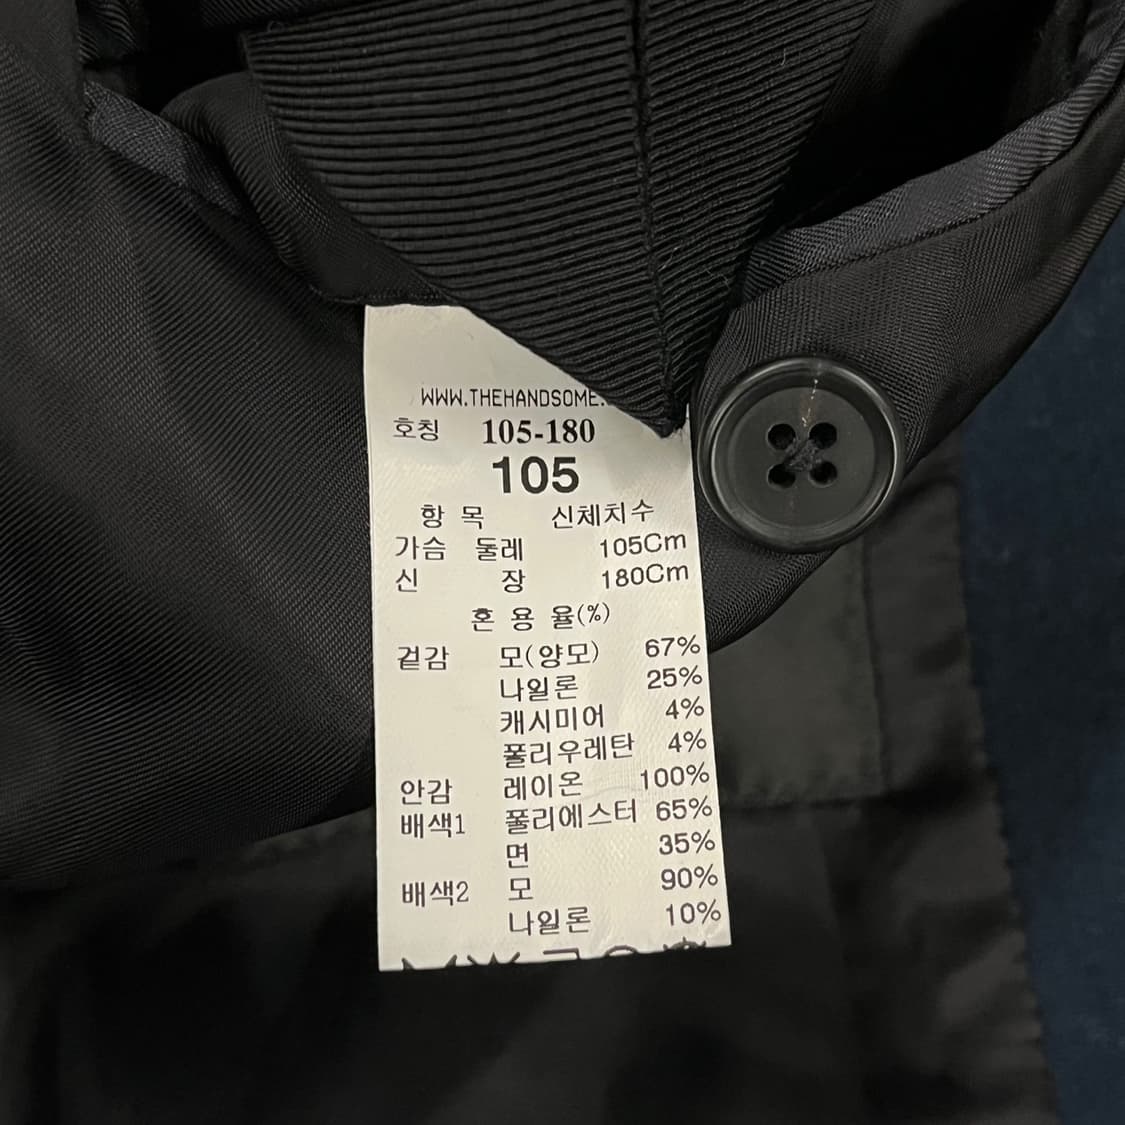 WWW.THEHANDSOME.
호칭 105-180
105
항 목 신체치수
가슴 둘레 105Cm
신 장 180Cm
혼 용 율(%)
겉감 모(양모) 67%
나일론 25%
캐시미어 4%
폴리우레탄 4%
안감 레이온 100%
배색1 폴리에스터 65%
면 35%
배색2 모 90%
나일론 10%